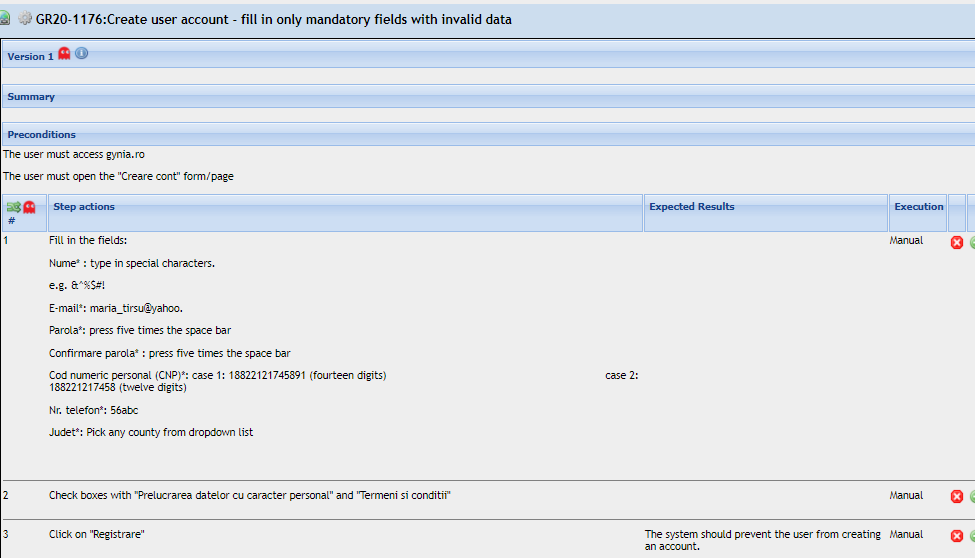 GR20-1176:Create user account - fill in only mandatory fields with invalid data
Version 1
Summary
Preconditions
The user must access gynia.ro
The user must open the "Creare cont" form/page
# Step actions Expected Results Execution
1 Fill in the fields: Manual
Nume* : type in special characters.
e.g. &^%$#!
E-mail*: maria_tirsu@yahoo.
Parola*: press five times the space bar
Confirmare parola* : press five times the space bar
Cod numeric personal (CNP)*: case 1: 18822121745891 (fourteen digits) case 2:
188221217458 (twelve digits)
Nr. telefon*: 56abc
Judet*: Pick any county from dropdown list
2 Check boxes with "Prelucrarea datelor cu caracter personal" and "Termeni si conditii" Manual
3 Click on "Registrare" The system should prevent the user from creating Manual
an account.